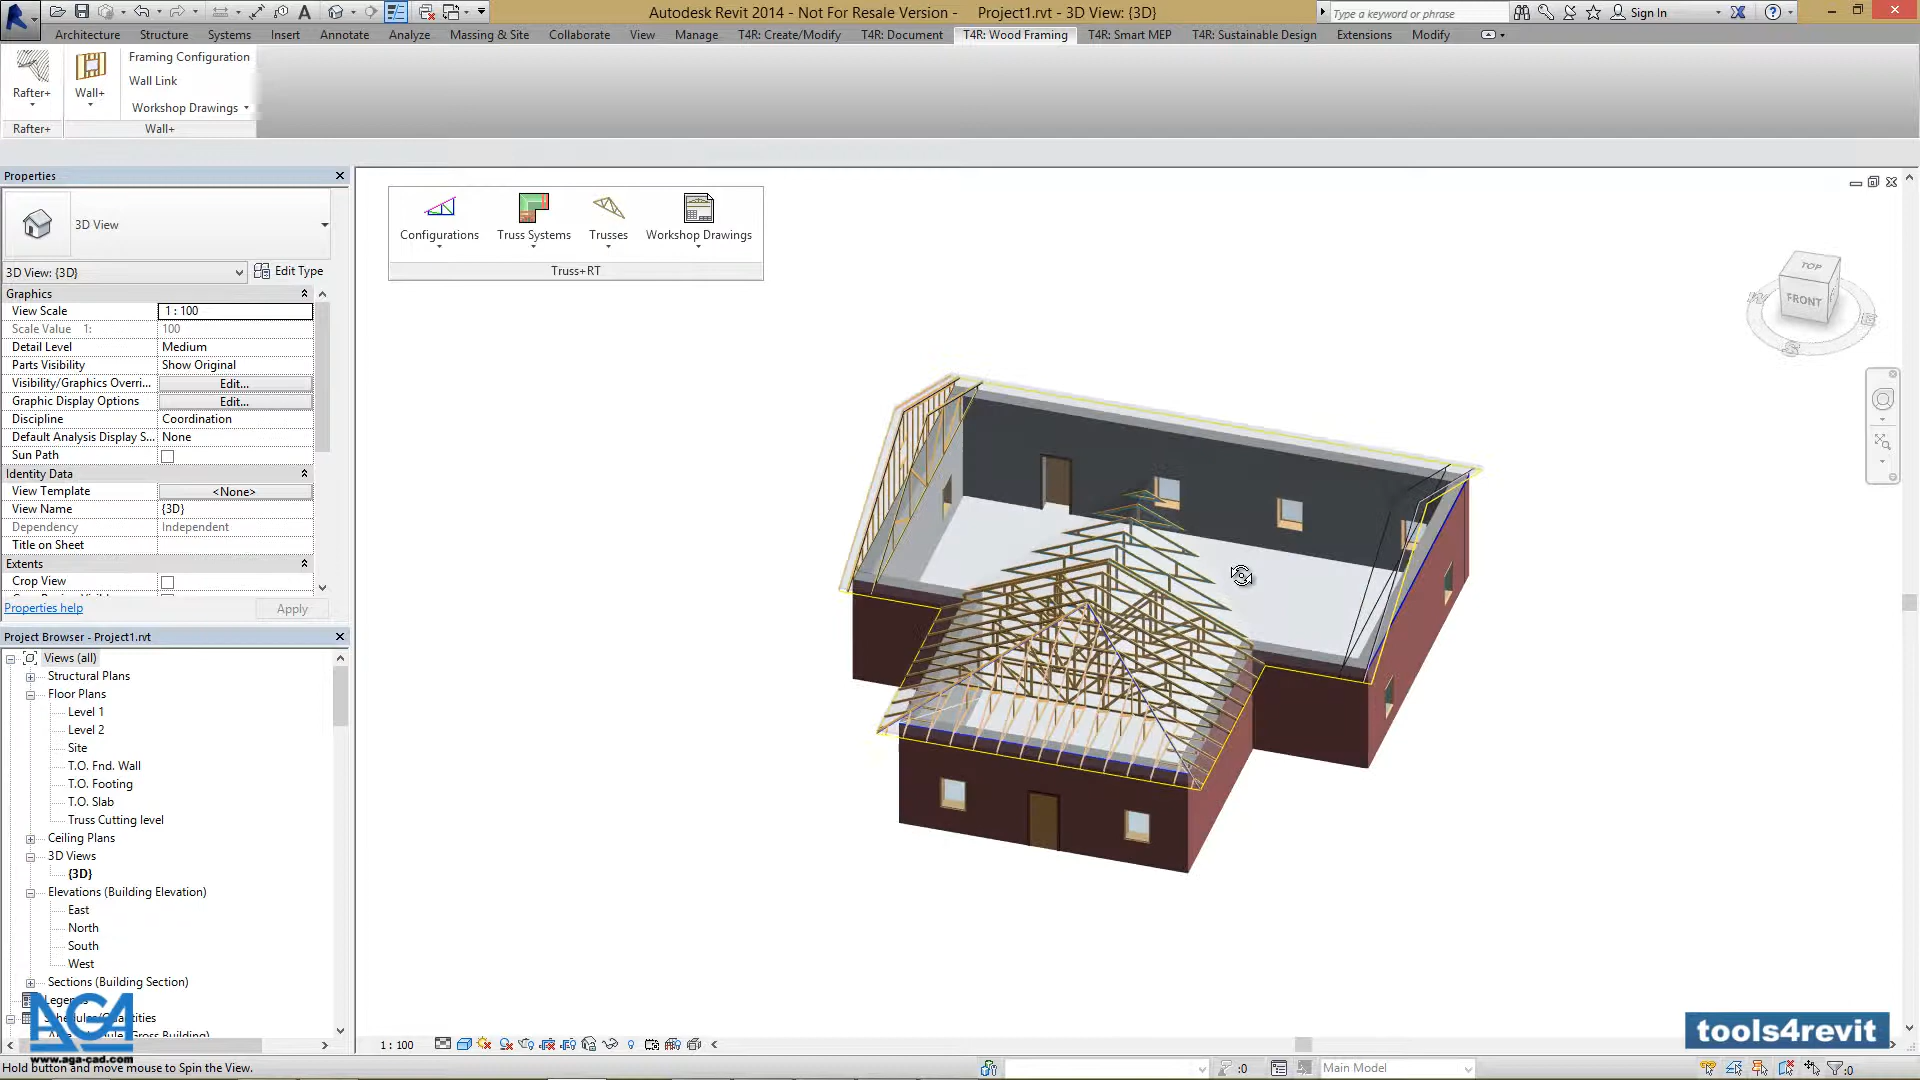 Autodesk Revit 2014 - Not For Resale Version - Project1.rvt - 3D View: {3D}
Type a keyword or phrase
Sign In
Architecture Structure Systems Insert Annotate Analyze Massing & Site Collaborate View Manage T4R: Create/Modify T4R: Document T4R: Wood Framing T4R: Smart MEP T4R: Sustainable Design Extensions Modify
Rafter+
Wall+
Framing Configuration
Wall Link
Workshop Drawings
Rafter+
Wall+
Properties
3D View
3D View: {3D}
Edit Type
Graphics
View Scale 1 : 100
Scale Value 1: 100
Detail Level Medium
Parts Visibility Show Original
Visibility/Graphics Overri... Edit...
Graphic Display Options Edit...
Discipline Coordination
Default Analysis Display S... None
Sun Path
Identity Data
View Template <None>
View Name {3D}
Dependency Independent
Title on Sheet
Extents
Crop View
Properties help
Apply
Project Browser - Project1.rvt
Views (all)
Structural Plans
Floor Plans
Level 1
Level 2
Site
T.O. Fnd. Wall
T.O. Footing
T.O. Slab
Truss Cutting level
Ceiling Plans
3D Views
{3D}
Elevations (Building Elevation)
East
North
South
West
Sections (Building Section)
AGA
www.aga-cad.com
Configurations
Truss Systems
Trusses
Workshop Drawings
Truss+RT
TOP
FRONT
W
S
E
tools4revit
1 : 100
Hold button and move mouse to Spin the View.
:0
Main Model
:0